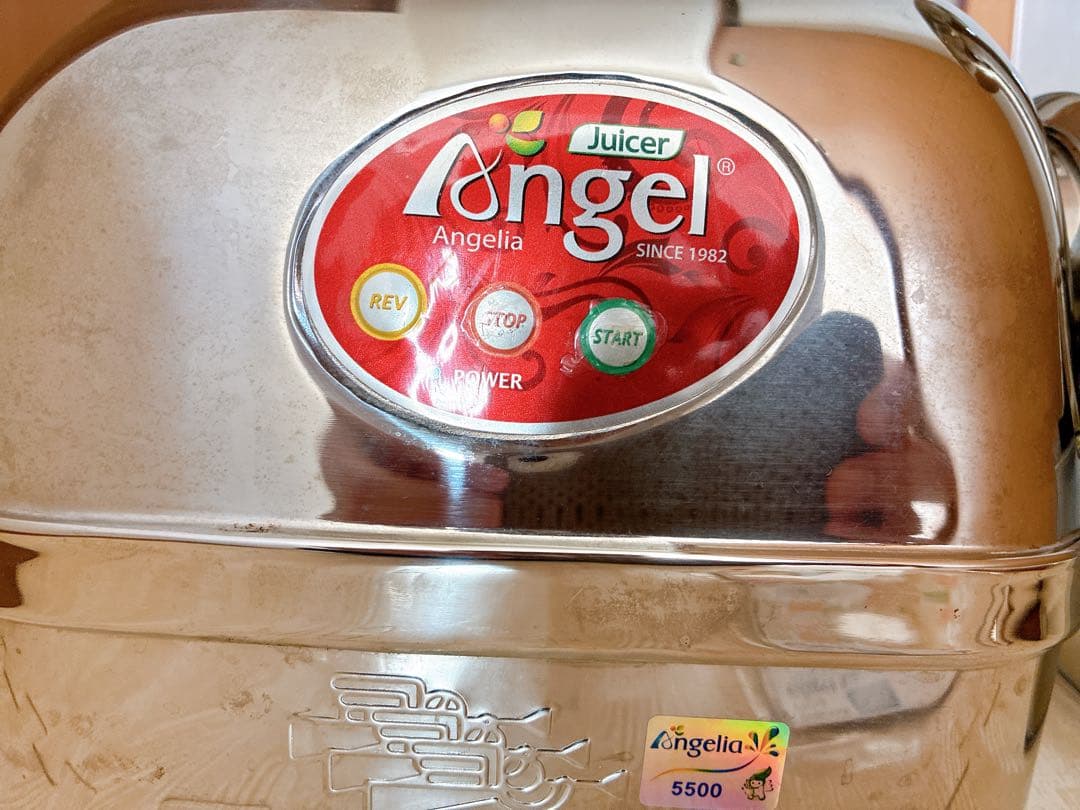 Juicer
Angel®
Angelia
SINCE 1982
REV
STOP
START
POWER
Angelia
5500